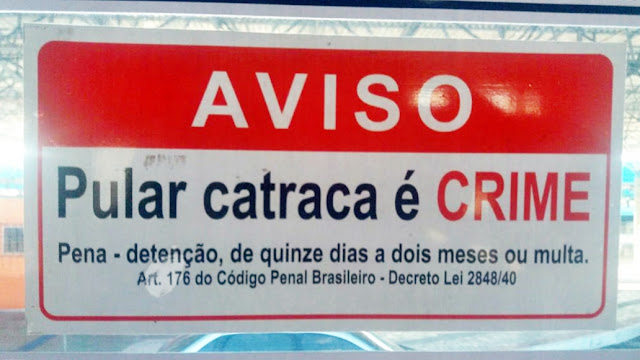 AVISO
Pular catraca é CRIME
Pena - detenção, de quinze dias a dois meses ou multa.
Art. 176 do Código Penal Brasileiro - Decreto Lei 2848/40